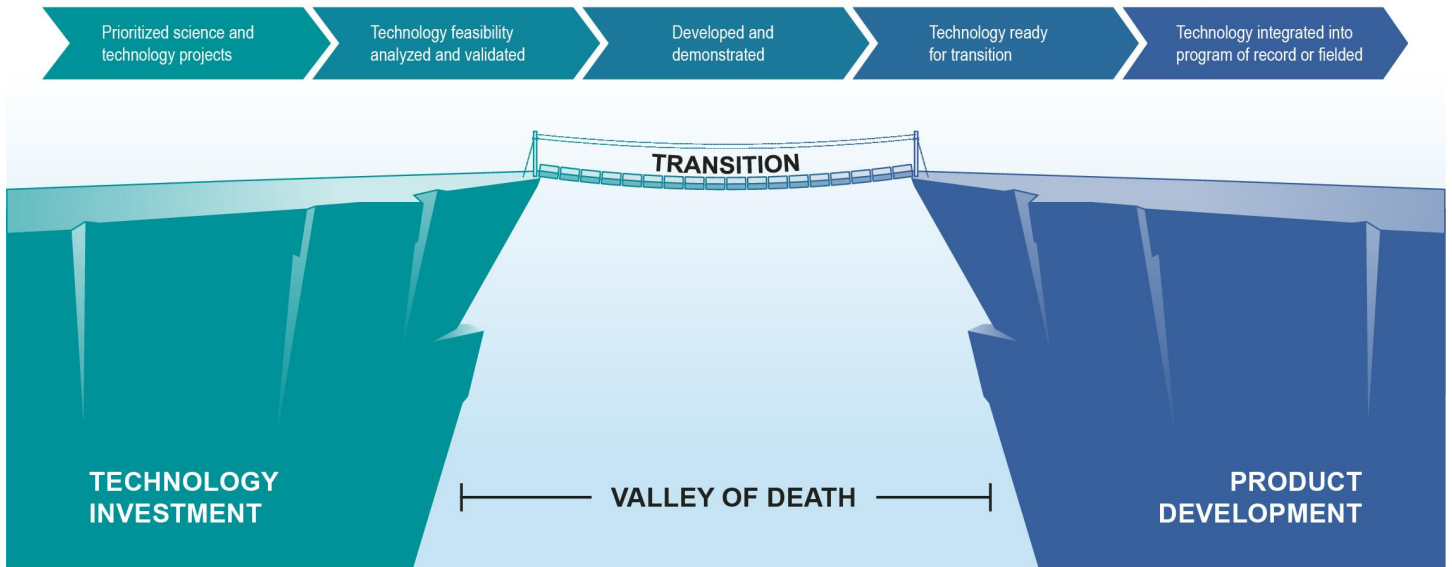 Prioritized science and
technology projects
Technology feasibility
analyzed and validated
Developed and
demonstrated
Technology ready
for transition
Technology integrated into
program of record or fielded
TRANSITION
TECHNOLOGY
INVESTMENT
VALLEY OF DEATH
PRODUCT
DEVELOPMENT